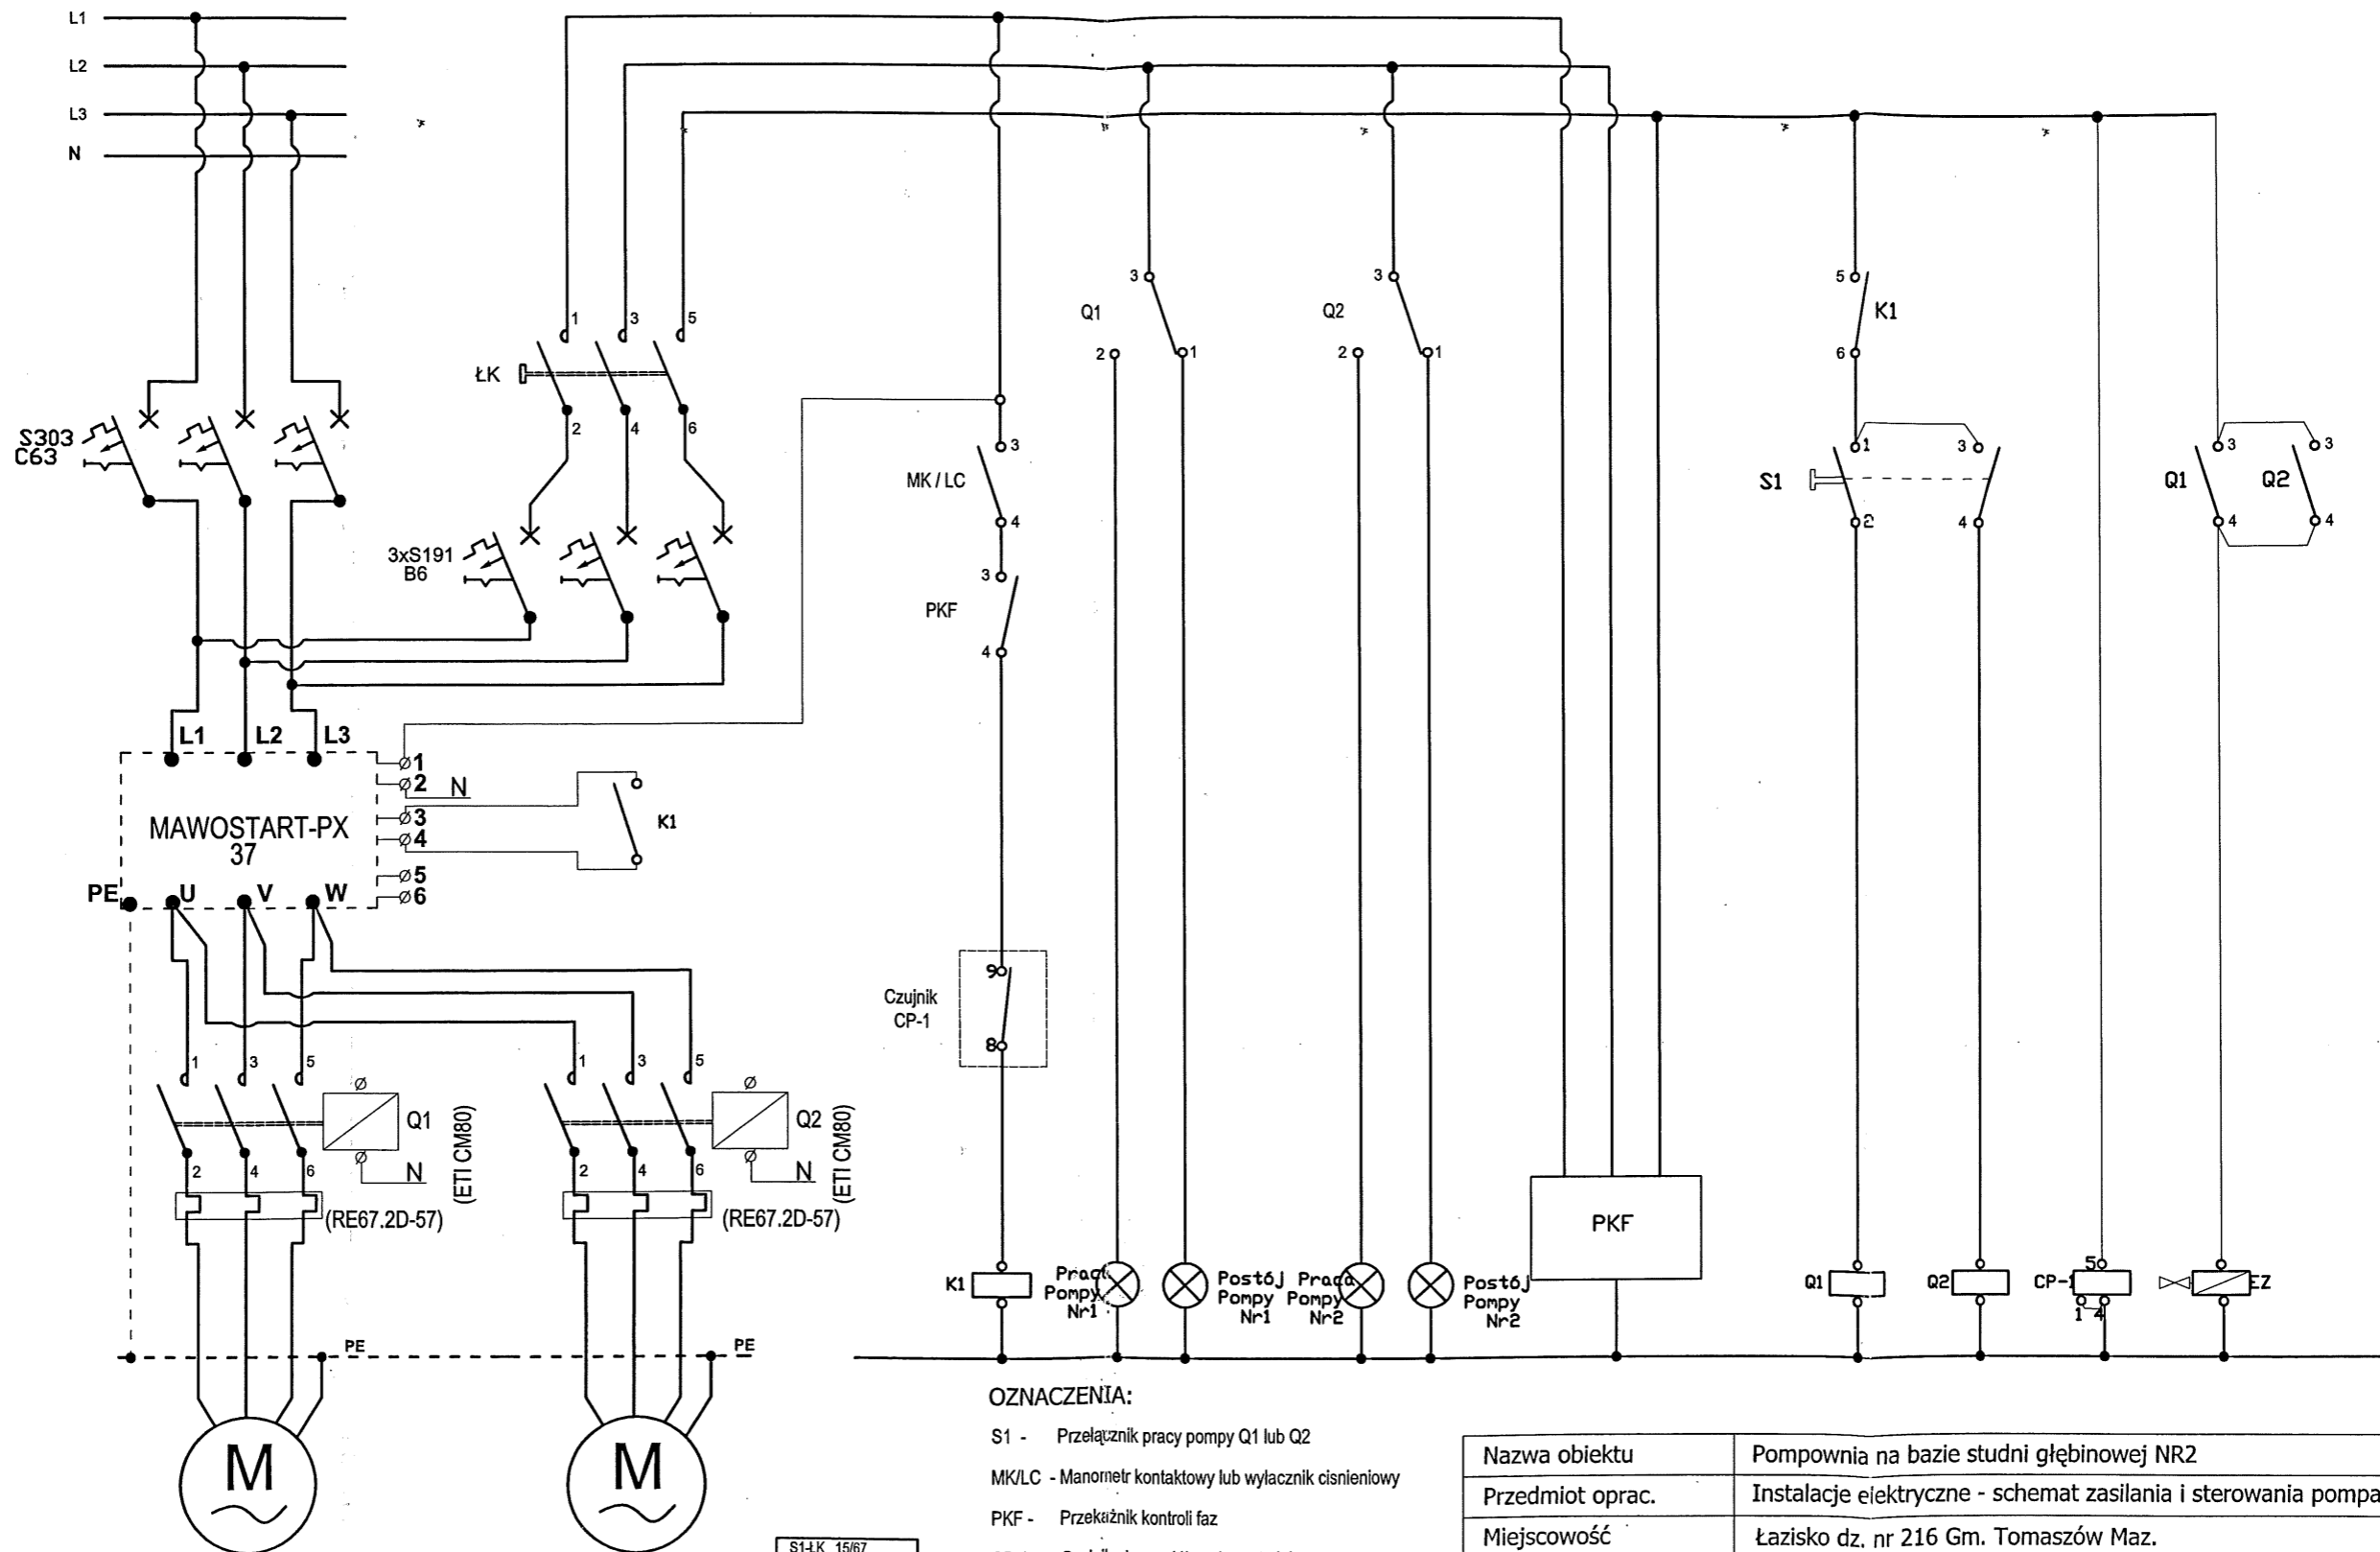 L1
L2
L3
N
S303
C63
ŁK
1
3
5
2
4
6
3xS191
B6
L1
L2
L3
MAWOSTART-PX
37
1
2
N
3
4
5
6
K1
PE
U
V
W
1
3
5
2
4
6
Q1
N
(ETI CM80)
(RE67.2D-57)
1
3
5
2
4
6
Q2
N
(ETI CM80)
(RE67.2D-57)
PE
PE
M
M
3
MK / LC
4
3
PKF
4
9
Czujnik
CP-1
8
K1
3
Q1
2
1
Praca
Pompy
Nr1
Postój
Pompy
Nr1
3
Q2
2
1
Praca
Pompy
Nr2
Postój
Pompy
Nr2
PKF
5
K1
6
1
3
S1
2
4
Q1
Q2
5
CP-1
1 4
3
Q1
4
3
Q2
4
EZ
OZNACZENIA:
S1 - Przełącznik pracy pompy Q1 lub Q2
MK/LC - Manometr kontaktowy lub wyłacznik cisnieniowy
PKF - Przekaźnik kontroli faz
S1-ŁK 15/67
Nazwa obiektu
Pompownia na bazie studni głębinowej NR2
Przedmiot oprac.
Instalacje elektryczne - schemat zasilania i sterowania pompa
Miejscowość
Łazisko dz. nr 216 Gm. Tomaszów Maz.